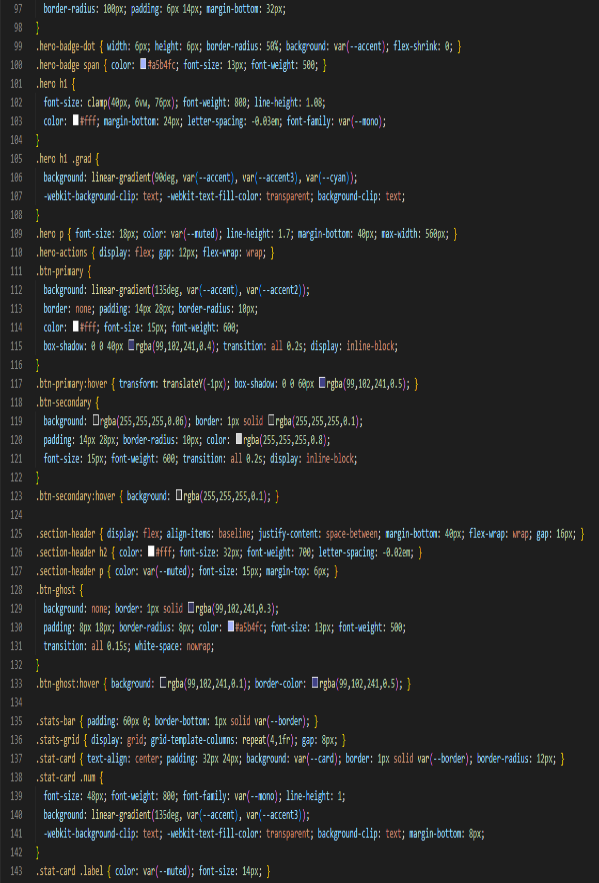 97 border-radius: 100px; padding: 6px 14px; margin-bottom: 32px;
98 }
99 .hero-badge-dot { width: 6px; height: 6px; border-radius: 50%; background: var(--accent); flex-shrink: 0; }
100 .hero-badge span { color: #a5b4fc; font-size: 13px; font-weight: 500; }
101 .hero h1 {
102 font-size: clamp(40px, 6vw, 76px); font-weight: 800; line-height: 1.08;
103 color: #fff; margin-bottom: 24px; letter-spacing: -0.03em; font-family: var(--mono);
104 }
105 .hero h1 .grad {
106 background: linear-gradient(90deg, var(--accent), var(--accent3), var(--cyan));
107 -webkit-background-clip: text; -webkit-text-fill-color: transparent; background-clip: text;
108 }
109 .hero p { font-size: 18px; color: var(--muted); line-height: 1.7; margin-bottom: 40px; max-width: 560px; }
110 .hero-actions { display: flex; gap: 12px; flex-wrap: wrap; }
111 .btn-primary {
112 background: linear-gradient(135deg, var(--accent), var(--accent2));
113 border: none; padding: 14px 28px; border-radius: 10px;
114 color: #fff; font-size: 15px; font-weight: 600;
115 box-shadow: 0 0 40px rgba(99,102,241,0.4); transition: all 0.2s; display: inline-block;
116 }
117 .btn-primary:hover { transform: translateY(-1px); box-shadow: 0 0 60px rgba(99,102,241,0.5); }
118 .btn-secondary {
119 background: rgba(255,255,255,0.06); border: 1px solid rgba(255,255,255,0.1);
120 padding: 14px 28px; border-radius: 10px; color: rgba(255,255,255,0.8);
121 font-size: 15px; font-weight: 600; transition: all 0.2s; display: inline-block;
122 }
123 .btn-secondary:hover { background: rgba(255,255,255,0.1); }
124
125 .section-header { display: flex; align-items: baseline; justify-content: space-between; margin-bottom: 40px; flex-wrap: wrap; gap: 16px; }
126 .section-header h2 { color: #fff; font-size: 32px; font-weight: 700; letter-spacing: -0.02em; }
127 .section-header p { color: var(--muted); font-size: 15px; margin-top: 6px; }
128 .btn-ghost {
129 background: none; border: 1px solid rgba(99,102,241,0.3);
130 padding: 8px 18px; border-radius: 8px; color: #a5b4fc; font-size: 13px; font-weight: 500;
131 transition: all 0.15s; white-space: nowrap;
132 }
133 .btn-ghost:hover { background: rgba(99,102,241,0.1); border-color: rgba(99,102,241,0.5); }
134
135 .stats-bar { padding: 60px 0; border-bottom: 1px solid var(--border); }
136 .stats-grid { display: grid; grid-template-columns: repeat(4,1fr); gap: 8px; }
137 .stat-card { text-align: center; padding: 32px 24px; background: var(--card); border: 1px solid var(--border); border-radius: 12px; }
138 .stat-card .num {
139 font-size: 48px; font-weight: 800; font-family: var(--mono); line-height: 1;
140 background: linear-gradient(135deg, var(--accent), var(--accent3));
141 -webkit-background-clip: text; -webkit-text-fill-color: transparent; background-clip: text; margin-bottom: 8px;
142 }
143 .stat-card .label { color: var(--muted); font-size: 14px; }